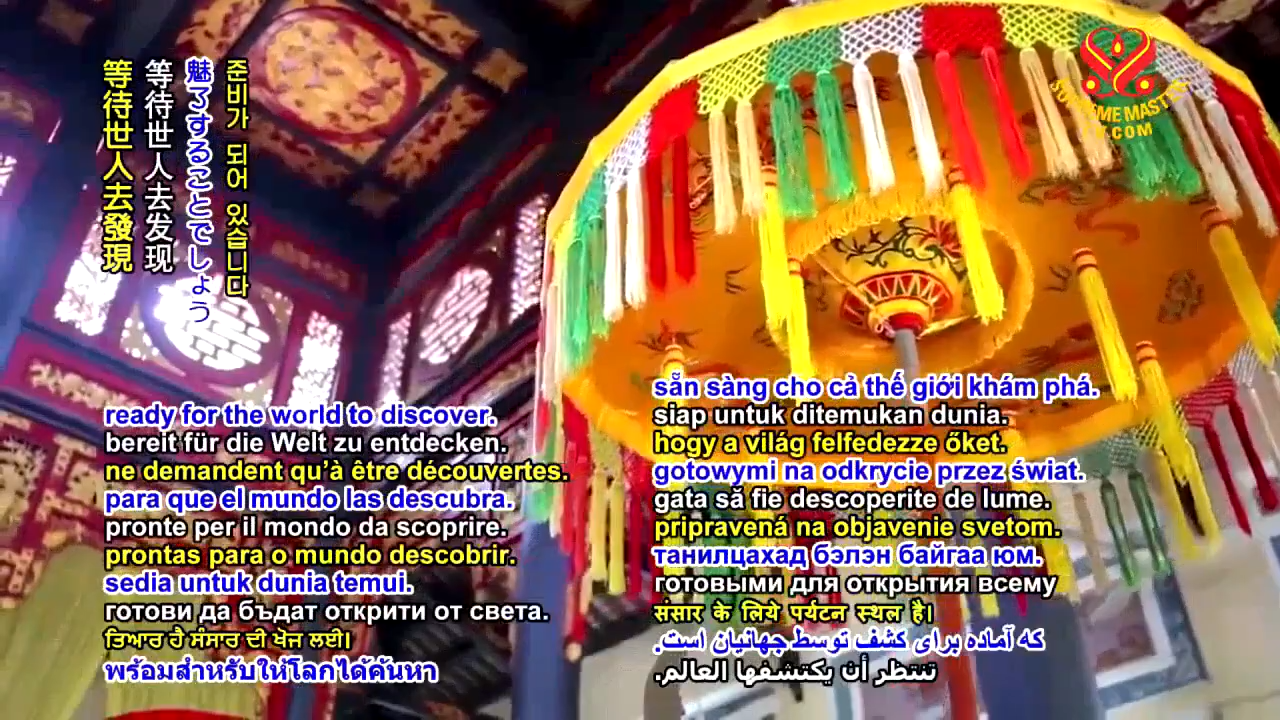 等待世人去發現
等待世人去发现
魅了することでしょう
준비가 되어 있습니다
SUPREME MASTER
TV.COM
ready for the world to discover.
bereit für die Welt zu entdecken.
ne demandent qu’à être découvertes.
para que el mundo las descubra.
pronte per il mondo da scoprire.
prontas para o mundo descobrir.
sedia untuk dunia temui.
готови да бъдат открити от света.
ਤਿਆਰ ਹੈ ਸੰਸਾਰ ਦੀ ਖੋਜ ਲਈ।
พร้อมสำหรับให้โลกได้ค้นหา
sẵn sàng cho cả thế giới khám phá.
siap untuk ditemukan dunia.
hogy a világ felfedezze őket.
gotowymi na odkrycie przez świat.
gata să fie descoperite de lume.
pripravená na objavenie svetom.
танилцахад бэлэн байгаа юм.
готовыми для открытия всему
संसार के लिये पर्यटन स्थल है।
که آماده برای کشف توسط جهانیان است.
تنتظر أن يكتشفها العالم.